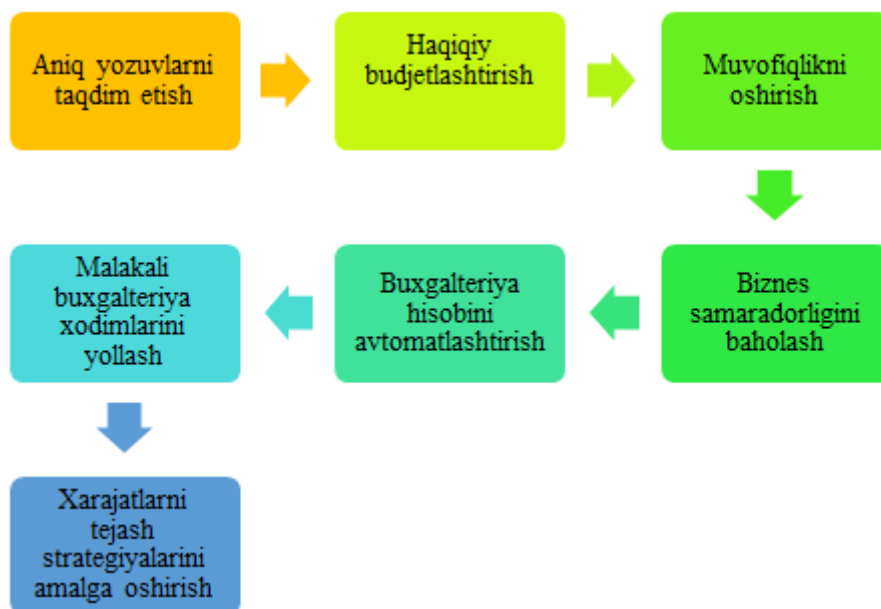 Aniq yozuvlarni
taqdim etish
Haqiqiy
budjetlashtirish
Muvofiqlikni
oshirish
Biznes
samaradorligini
baholash
Buxgalteriya
hisobini
avtomatlashtirish
Malakali
buxgalteriya
xodimlarini
yollash
Xarajatlarni
tejash
strategiyalarini
amalga oshirish